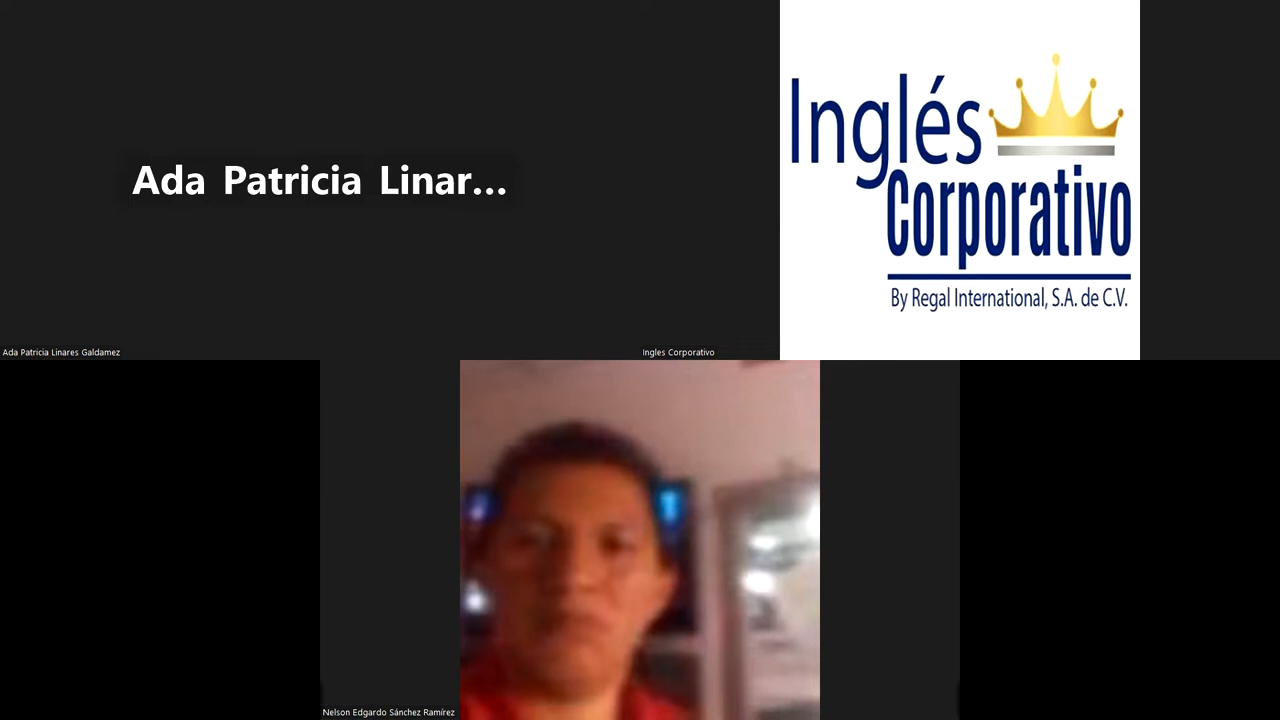 Ada Patricia Linar...
Inglés
Corporativo
By Regal International, S.A. de C.V.
Ada Patricia Linares Galdamez
Ingles Corporativo
Nelson Edgardo Sánchez Ramírez